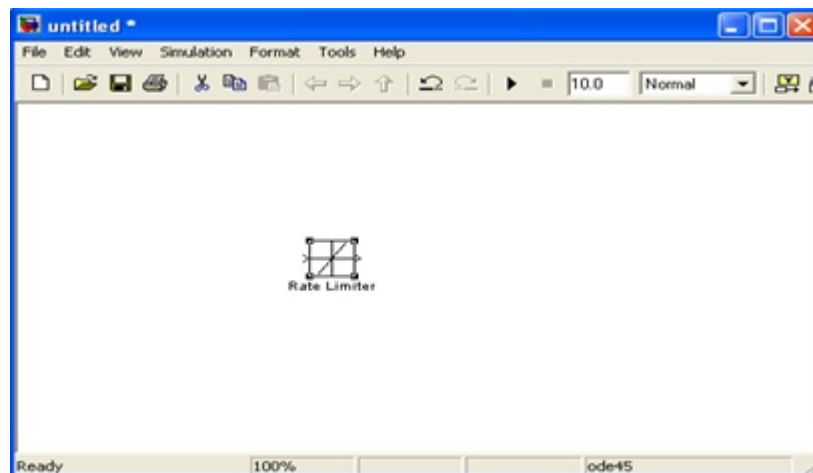 untitled *
File Edit View Simulation Format Tools Help
10.0 Normal
Rate Limiter
Ready 100% ode45